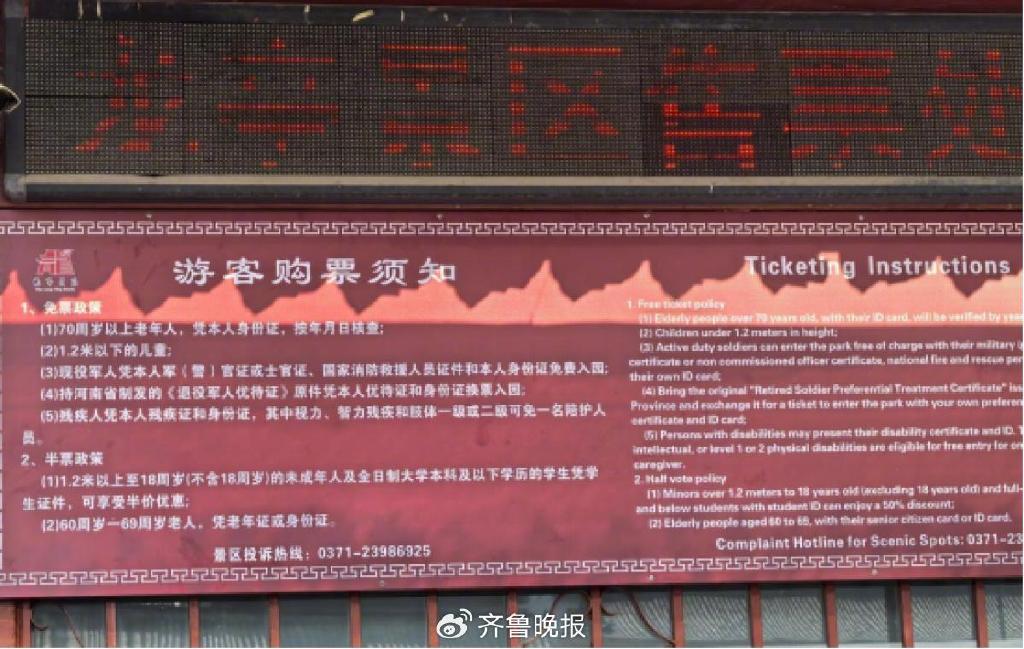 龙亭景区售票处
游客购票须知
1、免票政策
(1)70周岁以上老年人，凭本人身份证，按年月日核查；
(2)1.2米以下的儿童；
(3)现役军人凭本人军（警）官证或士官证、国家消防救援人员证件和本人身份证免费入园；
(4)持河南省制发的《退役军人优待证》原件凭本人优待证和身份证换票入园；
(5)残疾人凭本人残疾证和身份证，其中视力、智力残疾和肢体一级或二级可免一名陪护人
员。
2、半票政策
(1)1.2米以上至18周岁(不含18周岁)的未成年人及全日制大学本科及以下学历的学生凭学
生证件，可享受半价优惠；
(2)60周岁—69周岁老人，凭老年证或身份证。
景区投诉热线：0371-23986925
Ticketing Instructions
1. Free ticket policy
(1) Elderly people over 70 years old, with their ID card, will be verified by year
(2) Children under 1.2 meters in height;
(3) Active duty soldiers can enter the park free of charge with their military (
certificate or non commissioned officer certificate, national fire and rescue per
their own ID card;
(4) Bring the original "Retired Soldier Preferential Treatment Certificate" iss
Province and exchange it for a ticket to enter the park with your own preferen
certificate and ID card;
(5) Persons with disabilities may present their disability certificate and ID. T
intellectual, or level 1 or 2 physical disabilities are eligible for free entry for on
caregiver.
2. Half vote policy
(1) Minors over 1.2 meters to 18 years old (excluding 18 years old) and full-
and below students with student ID can enjoy a 50% discount;
(2) Elderly people aged 60 to 69, with their senior citizen card or ID card.
Complaint Hotline for Scenic Spots: 0371-23
齐鲁晚报